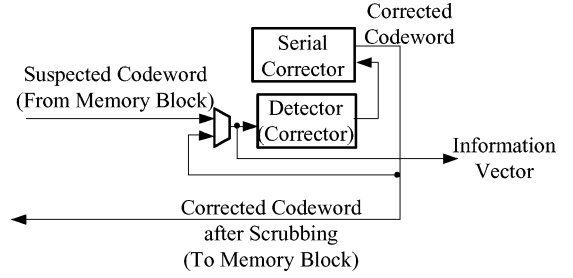 Corrected
Codeword
Serial
Corrector
Suspected Codeword
(From Memory Block)
Detector
(Corrector)
Information
Vector
Corrected Codeword
after Scrubbing
(To Memory Block)